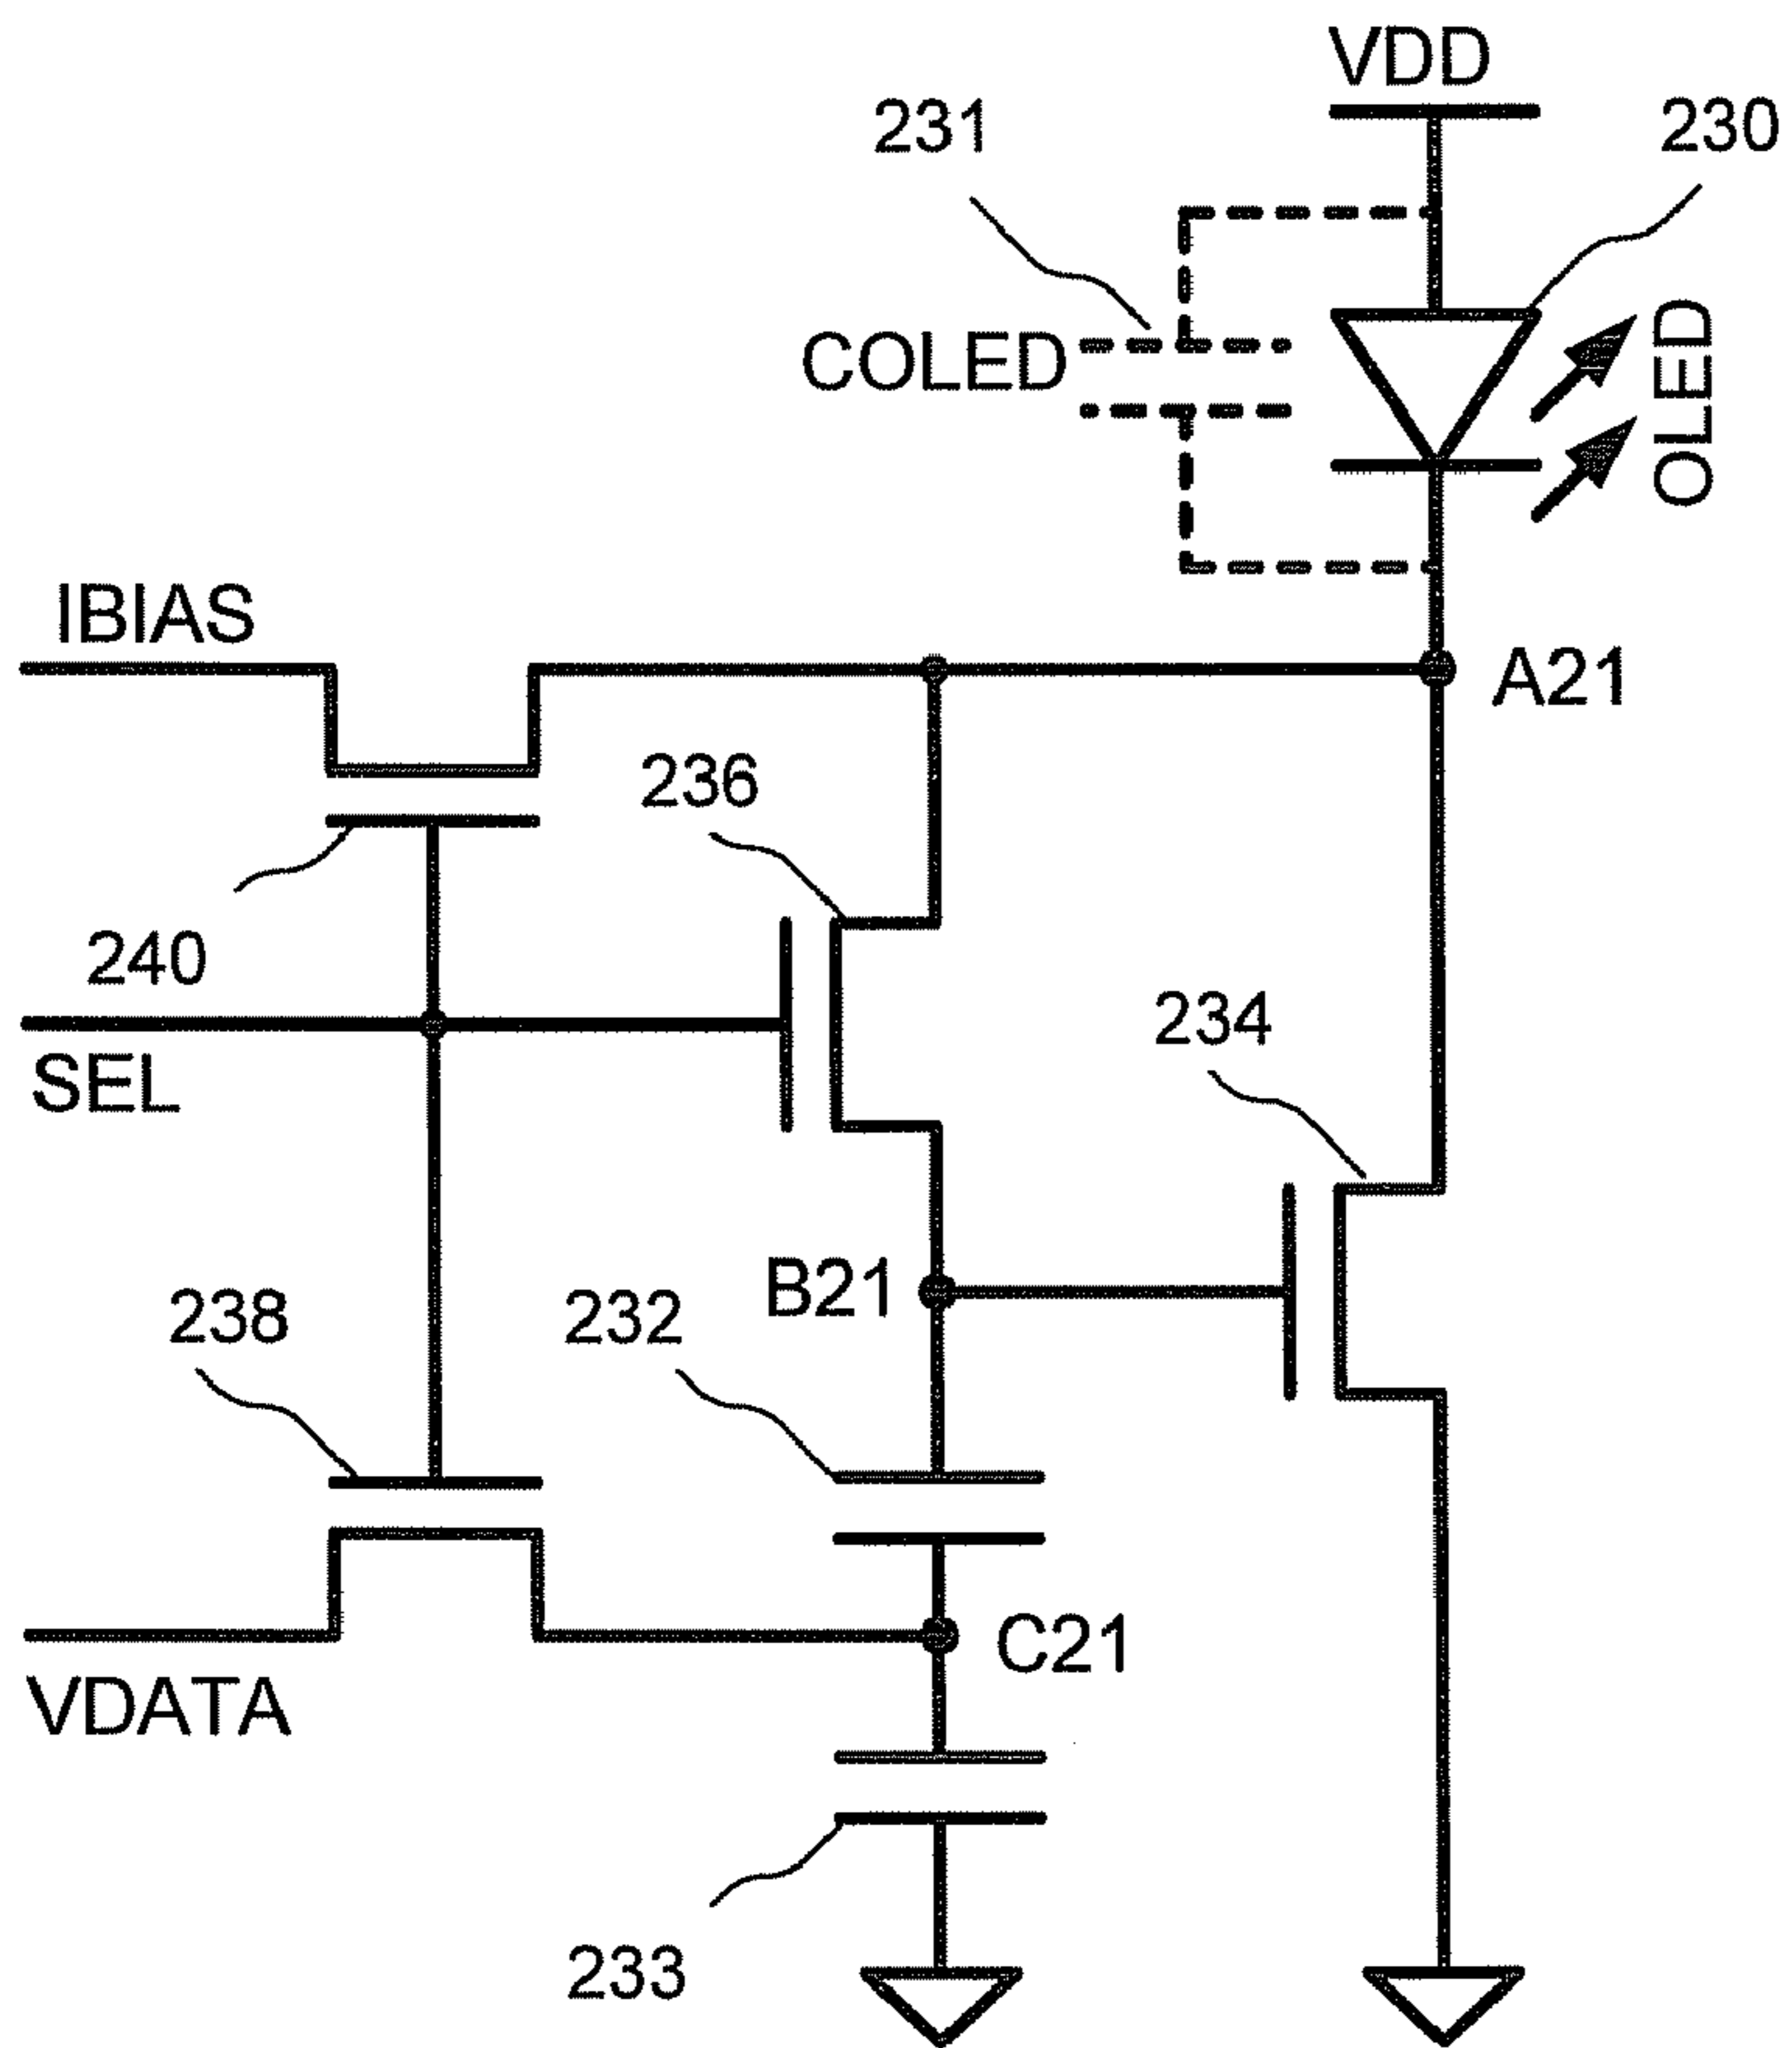 VDD
231
230
COLED
OLED
IBIAS
A21
236
240
234
SEL
B21
238
232
C21
VDATA
233